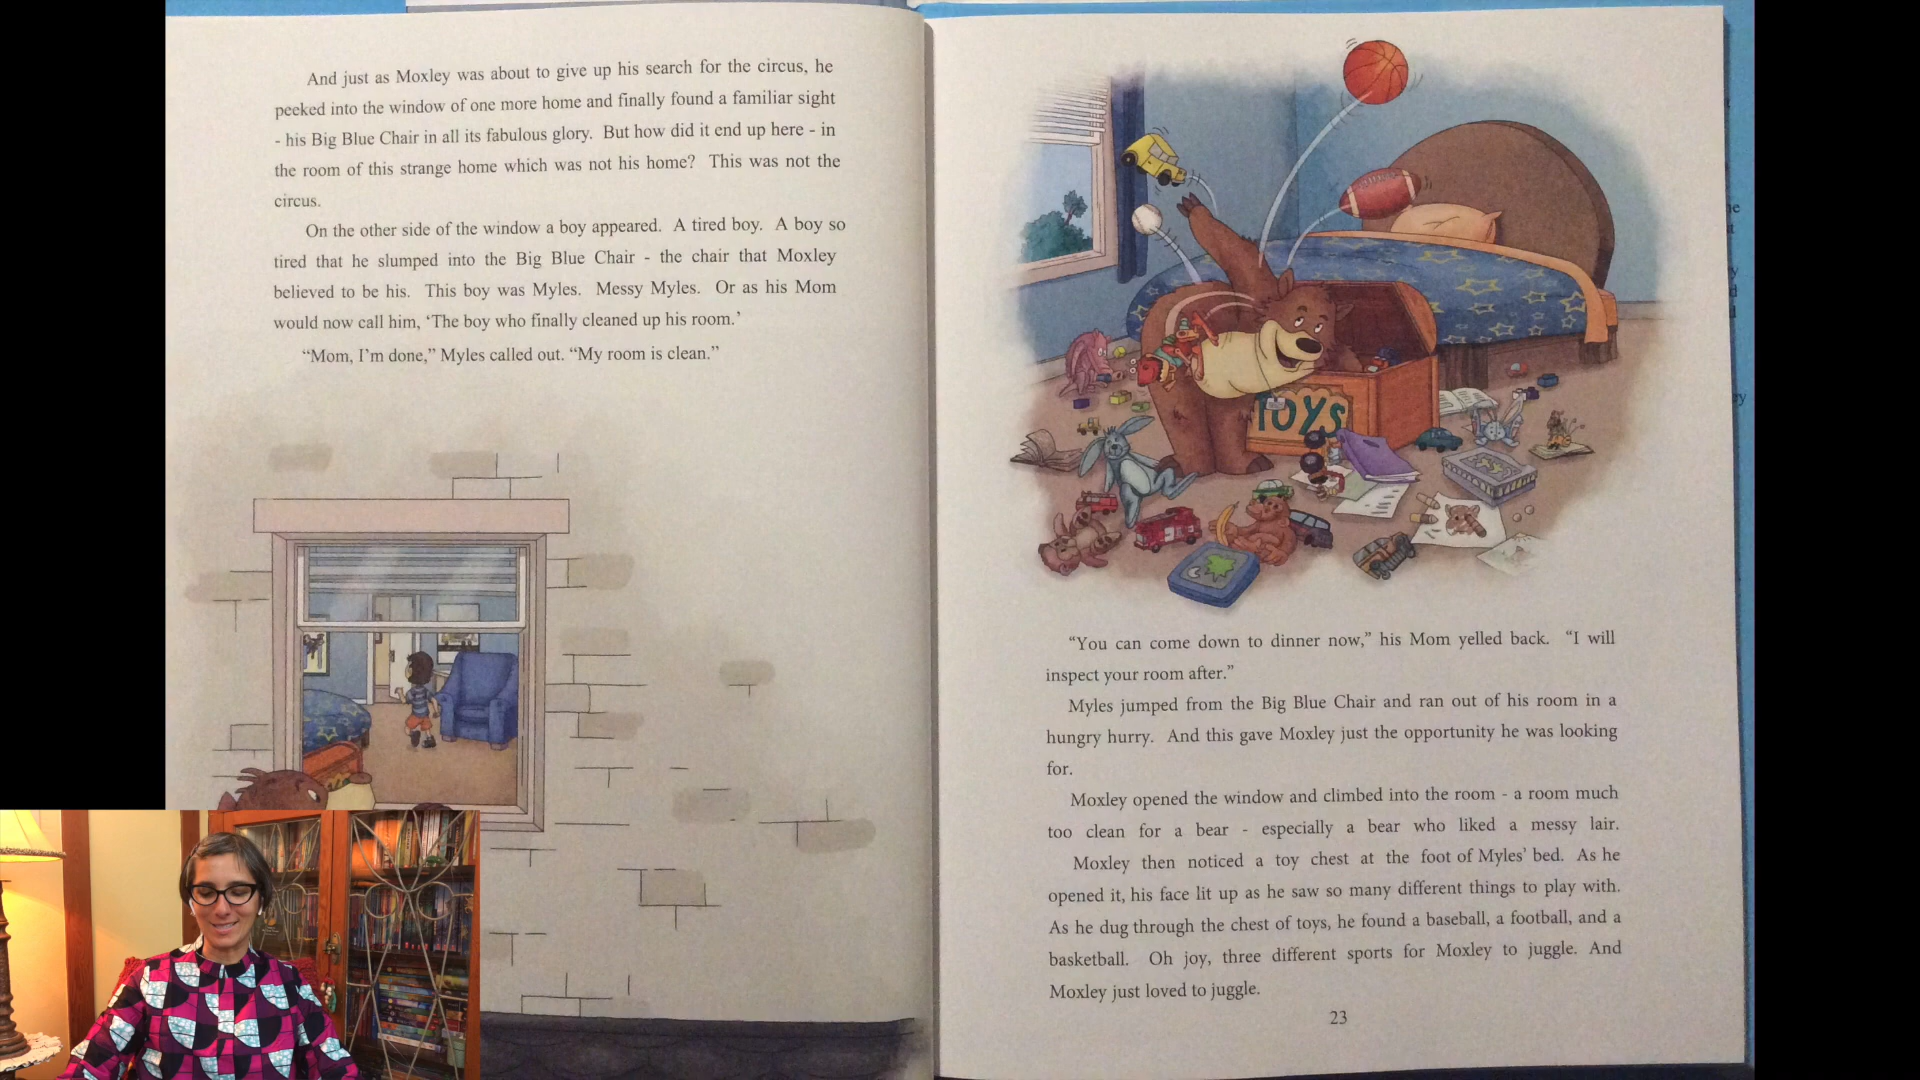 And just as Moxley was about to give up his search for the circus, he
peeked into the window of one more home and finally found a familiar sight
- his Big Blue Chair in all its fabulous glory. But how did it end up here - in
the room of this strange home which was not his home? This was not the
circus.
On the other side of the window a boy appeared. A tired boy. A boy so
tired that he slumped into the Big Blue Chair - the chair that Moxley
believed to be his. This boy was Myles. Messy Myles. Or as his Mom
would now call him, ‘The boy who finally cleaned up his room.’
“Mom, I’m done,” Myles called out. “My room is clean.”
TOYS
“You can come down to dinner now,” his Mom yelled back. “I will
inspect your room after.”
Myles jumped from the Big Blue Chair and ran out of his room in a
hungry hurry. And this gave Moxley just the opportunity he was looking
for.
Moxley opened the window and climbed into the room - a room much
too clean for a bear - especially a bear who liked a messy lair.
Moxley then noticed a toy chest at the foot of Myles’ bed. As he
opened it, his face lit up as he saw so many different things to play with.
As he dug through the chest of toys, he found a baseball, a football, and a
basketball. Oh joy, three different sports for Moxley to juggle. And
Moxley just loved to juggle.
23